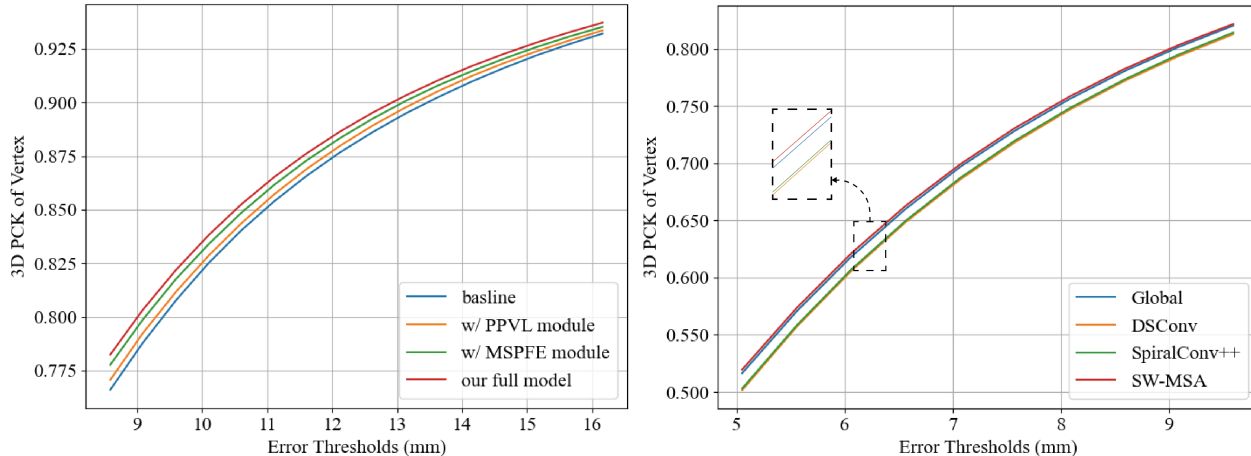 3D PCK of Vertex
0.925
0.900
0.875
0.850
0.825
0.800
0.775
basline
w/ PPVL module
w/ MSPFE module
our full model
9 10 11 12 13 14 15 16
Error Thresholds (mm)
3D PCK of Vertex
0.800
0.750
0.700
0.650
0.600
0.550
0.500
Global
DSConv
SpiralConv++
SW-MSA
5 6 7 8 9
Error Thresholds (mm)